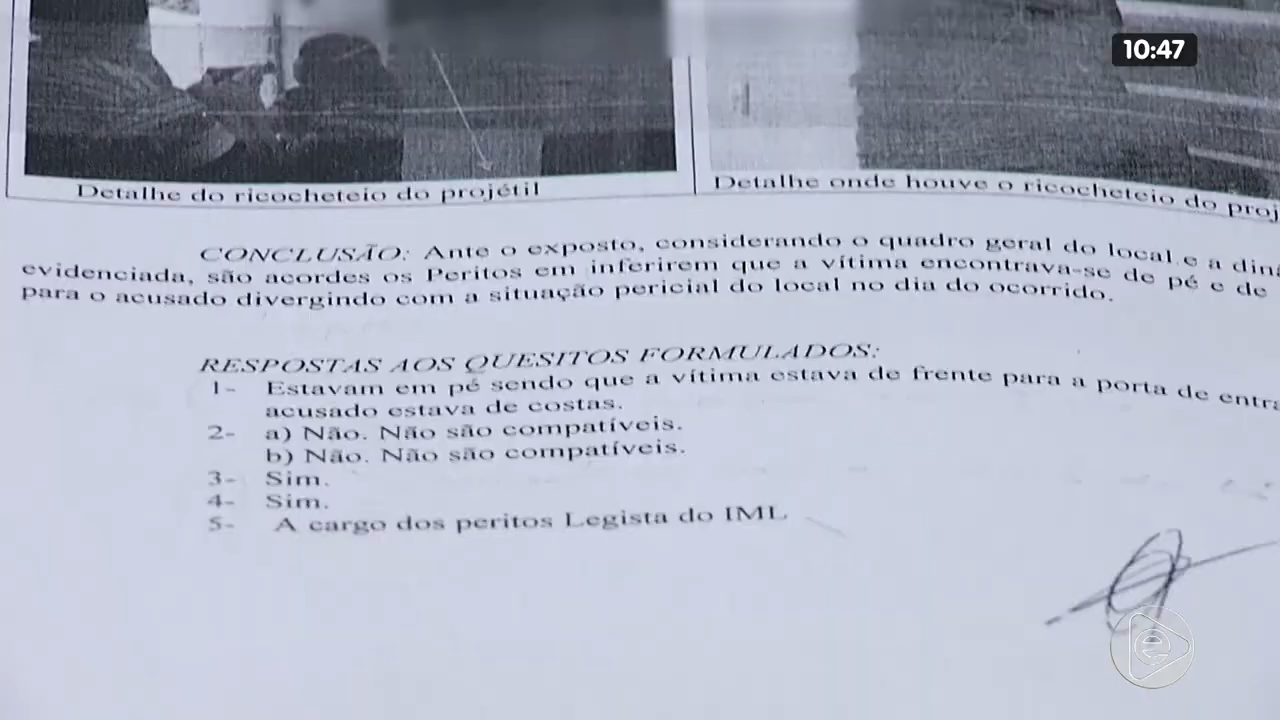 10:47
Detalhe do ricocheteio do projétil
Detalhe onde houve o ricocheteio do proj
CONCLUSÃO: Ante o exposto, considerando o quadro geral do local e a din
evidenciada, são acordes os Peritos em inferirem que a vítima encontrava-se de pé e de
para o acusado divergindo com a situação pericial do local no dia do ocorrido.
RESPOSTAS AOS QUESITOS FORMULADOS:
1- Estavam em pé sendo que a vítima estava de frente para a porta de entra
acusado estava de costas.
2- a) Não. Não são compatíveis.
b) Não. Não são compatíveis.
3- Sim.
4- Sim.
5- A cargo dos peritos Legista do IML
e